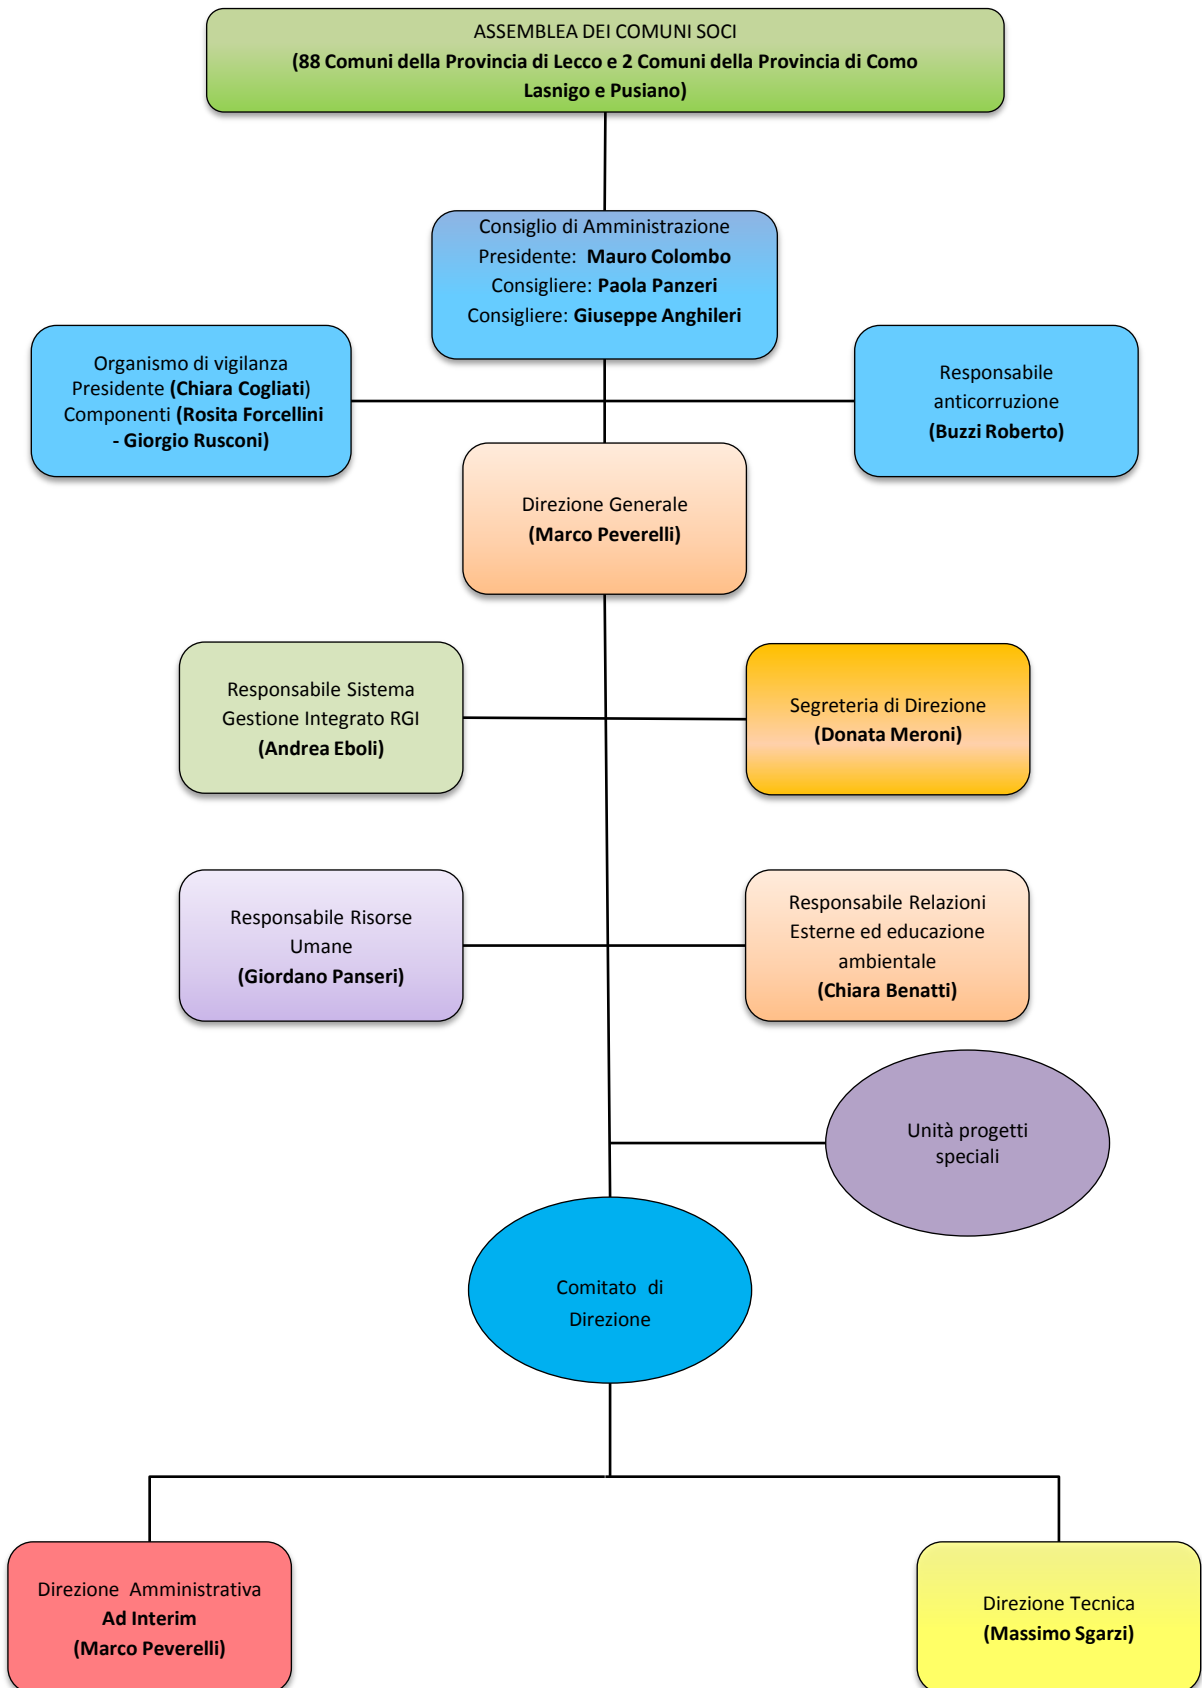 ASSEMBLEA DEI COMUNI SOCI
(88 Comuni della Provincia di Lecco e 2 Comuni della Provincia di Como
Lasnigo e Pusiano)
Consiglio di Amministrazione
Presidente: Mauro Colombo
Consigliere: Paola Panzeri
Consigliere: Giuseppe Anghileri
Organismo di vigilanza
Presidente (Chiara Cogliati)
Componenti (Rosita Forcellini
- Giorgio Rusconi)
Responsabile
anticorruzione
(Buzzi Roberto)
Direzione Generale
(Marco Peverelli)
Responsabile Sistema
Gestione Integrato RGI
(Andrea Eboli)
Segreteria di Direzione
(Donata Meroni)
Responsabile Risorse
Umane
(Giordano Panseri)
Responsabile Relazioni
Esterne ed educazione
ambientale
(Chiara Benatti)
Unità progetti
speciali
Comitato di
Direzione
Direzione Amministrativa
Ad Interim
(Marco Peverelli)
Direzione Tecnica
(Massimo Sgarzi)